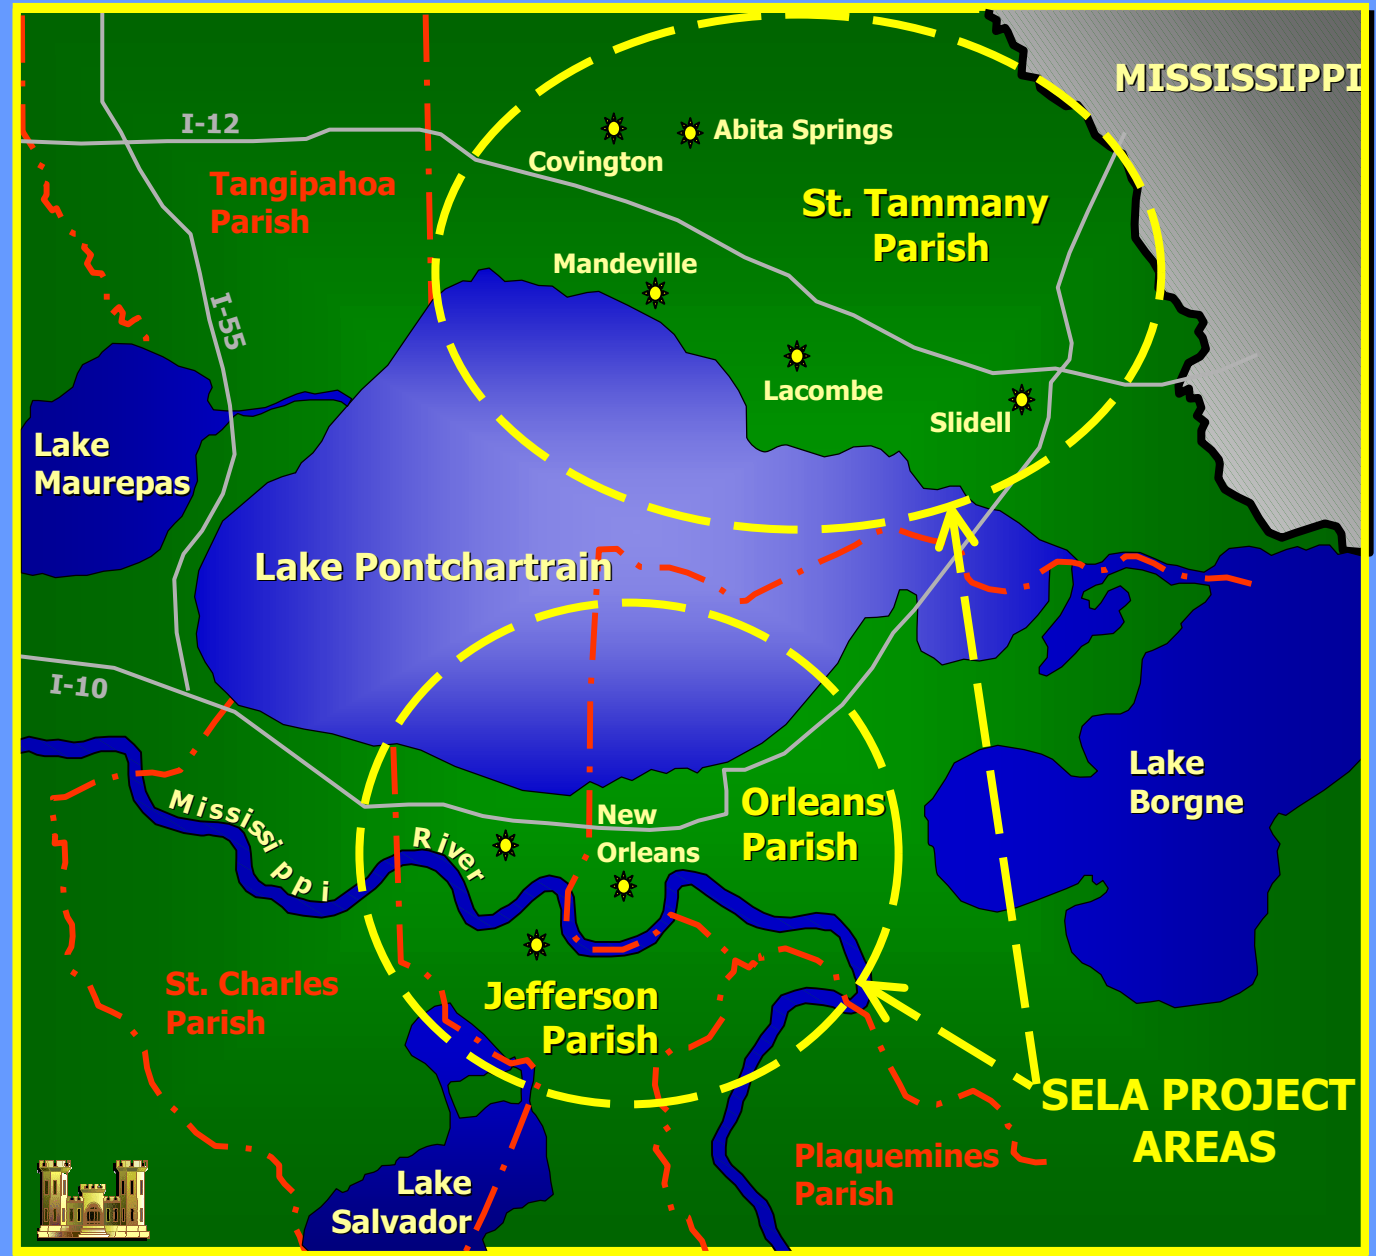 MISSISSIPPI
I-12
Abita Springs
Covington
Tangipahoa
Parish
St. Tammany
Parish
Mandeville
I-55
Lacombe
Slidell
Lake
Maurepas
Lake Pontchartrain
I-10
Lake
Borgne
Mississippi River
New
Orleans
Orleans
Parish
St. Charles
Parish
Jefferson
Parish
SELA PROJECT
AREAS
Plaquemines
Parish
Lake
Salvador